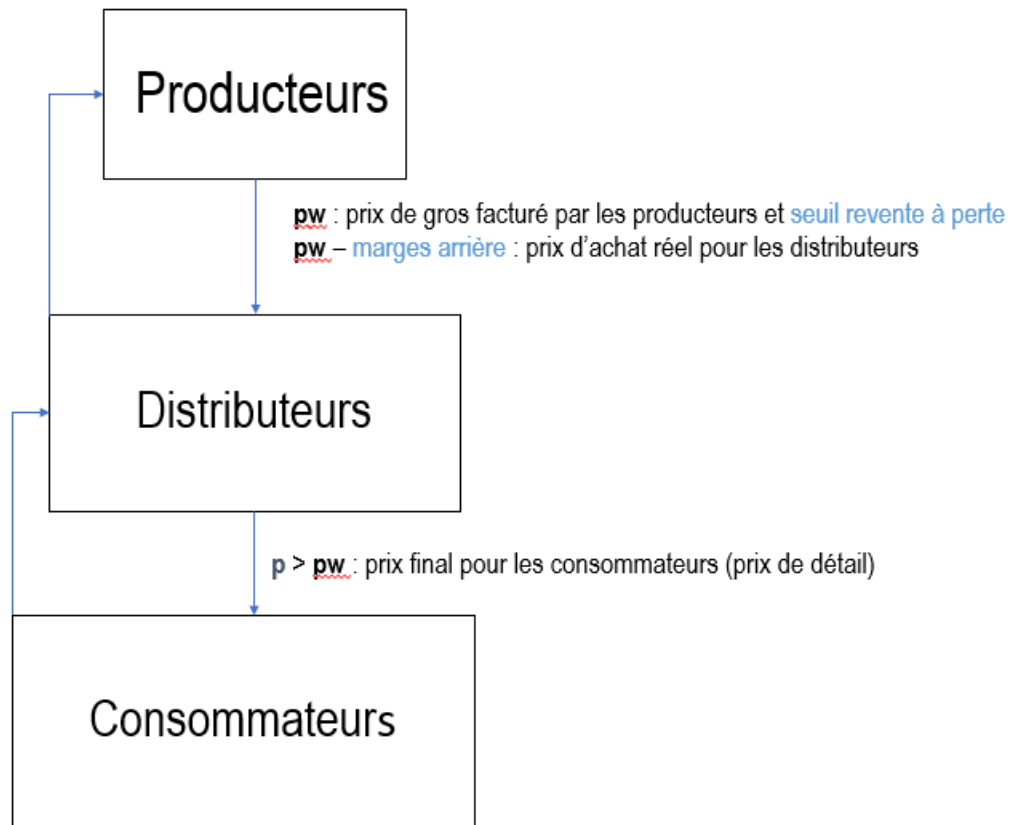 Producteurs
pw : prix de gros facturé par les producteurs et seuil revente à perte
pw – marges arrière : prix d'achat réel pour les distributeurs
Distributeurs
p > pw : prix final pour les consommateurs (prix de détail)
Consommateurs